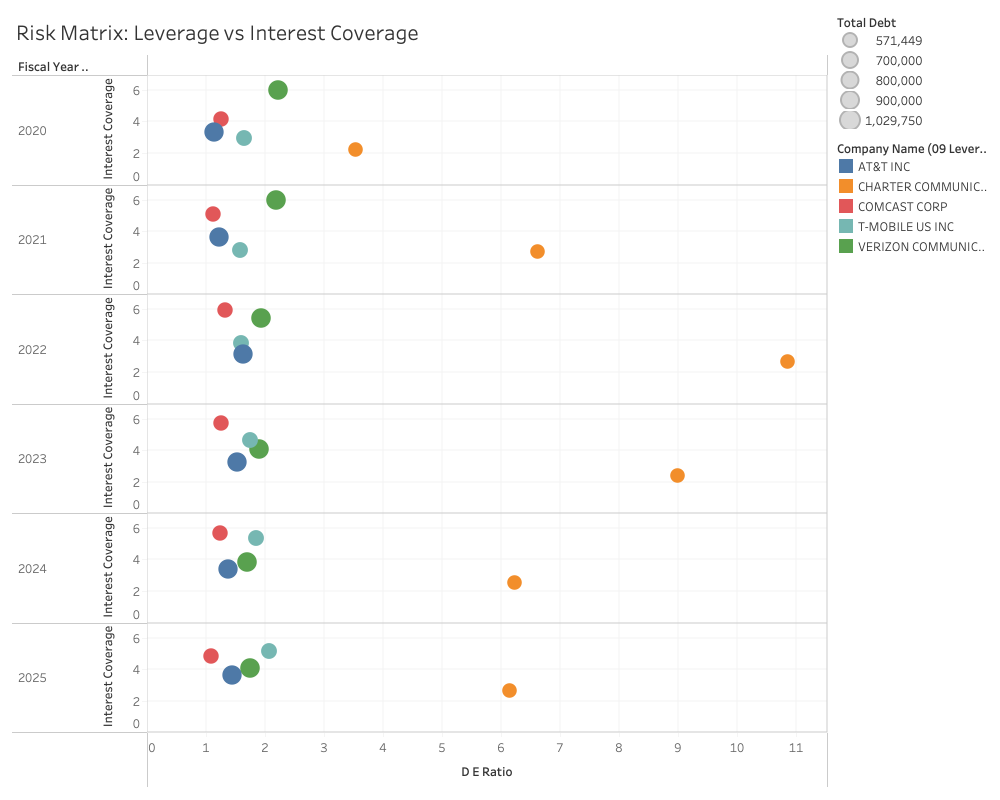 Risk Matrix: Leverage vs Interest Coverage
Fiscal Year ..
2020
Interest Coverage
6
4
2
0
2021
Interest Coverage
6
4
2
0
2022
Interest Coverage
6
4
2
0
2023
Interest Coverage
6
4
2
0
2024
Interest Coverage
6
4
2
0
2025
Interest Coverage
6
4
2
0
0 1 2 3 4 5 6 7 8 9 10 11
D E Ratio
Total Debt
571,449
700,000
800,000
900,000
1,029,750
Company Name (09 Lever..
AT&T INC
CHARTER COMMUNIC..
COMCAST CORP
T-MOBILE US INC
VERIZON COMMUNIC..